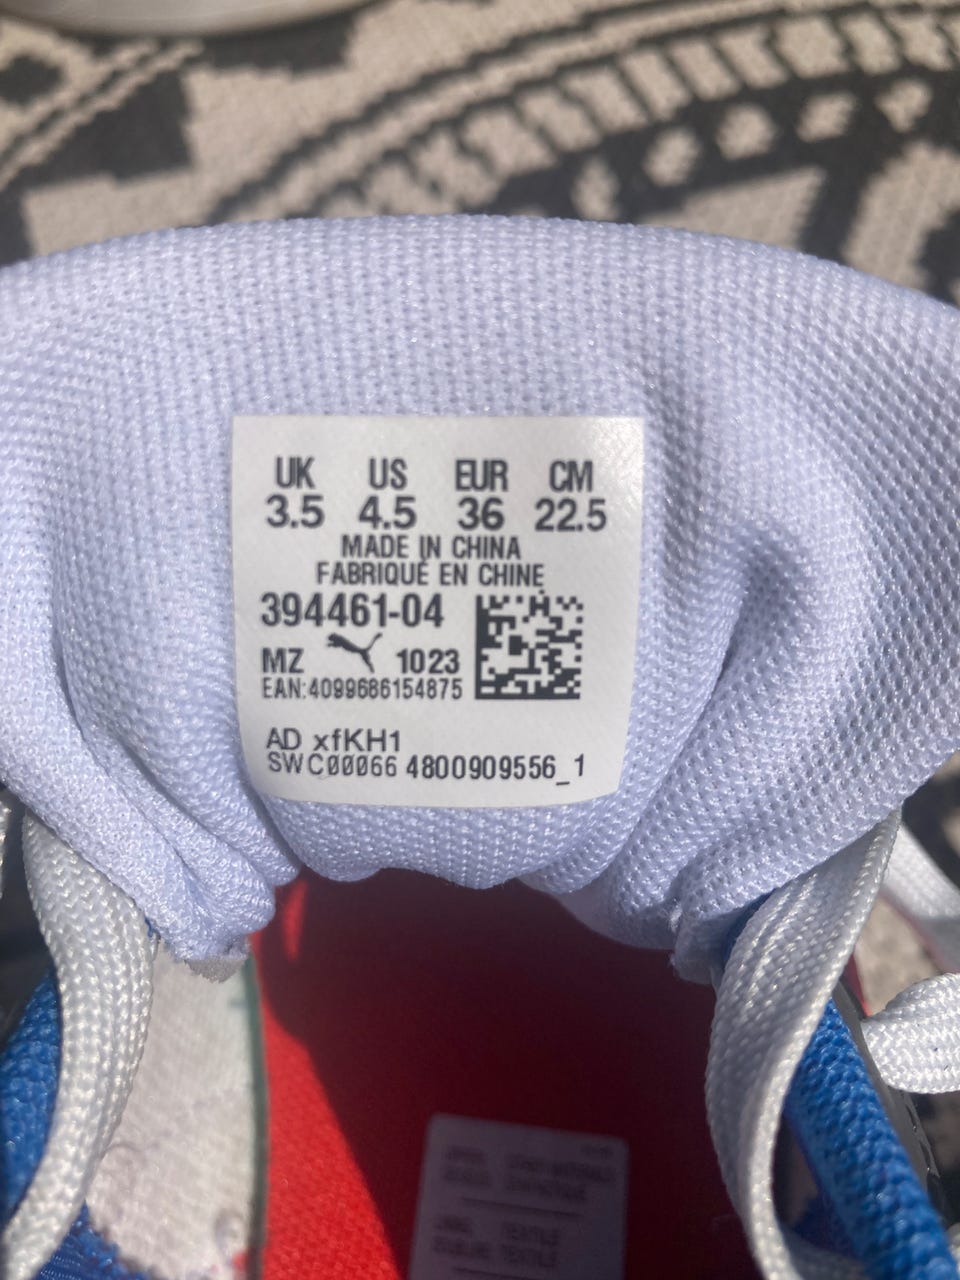 UK US EUR CM
3.5 4.5 36 22.5
MADE IN CHINA
FABRIQUÉ EN CHINE
394461-04
MZ 1023
EAN:4099686154875
AD xfKH1
SWC00066 4800909556_1